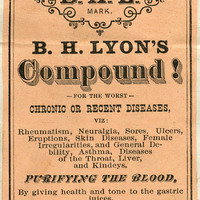 MARK.
B. H. LYON'S
Compound!
—FOR THE WORST—
CHRONIC OR RECENT DISEASES,
VIZ:
Rheumatism, Neuralgia, Sores, Ulcers,
Eruptions, Skin Diseases, Female
Irregularities, and General De-
bility, Asthma, Diseases
of the Throat, Liver,
and Kindeys,
PURIFYING THE BLOOD,
By giving health and tone to the gastric
juices,